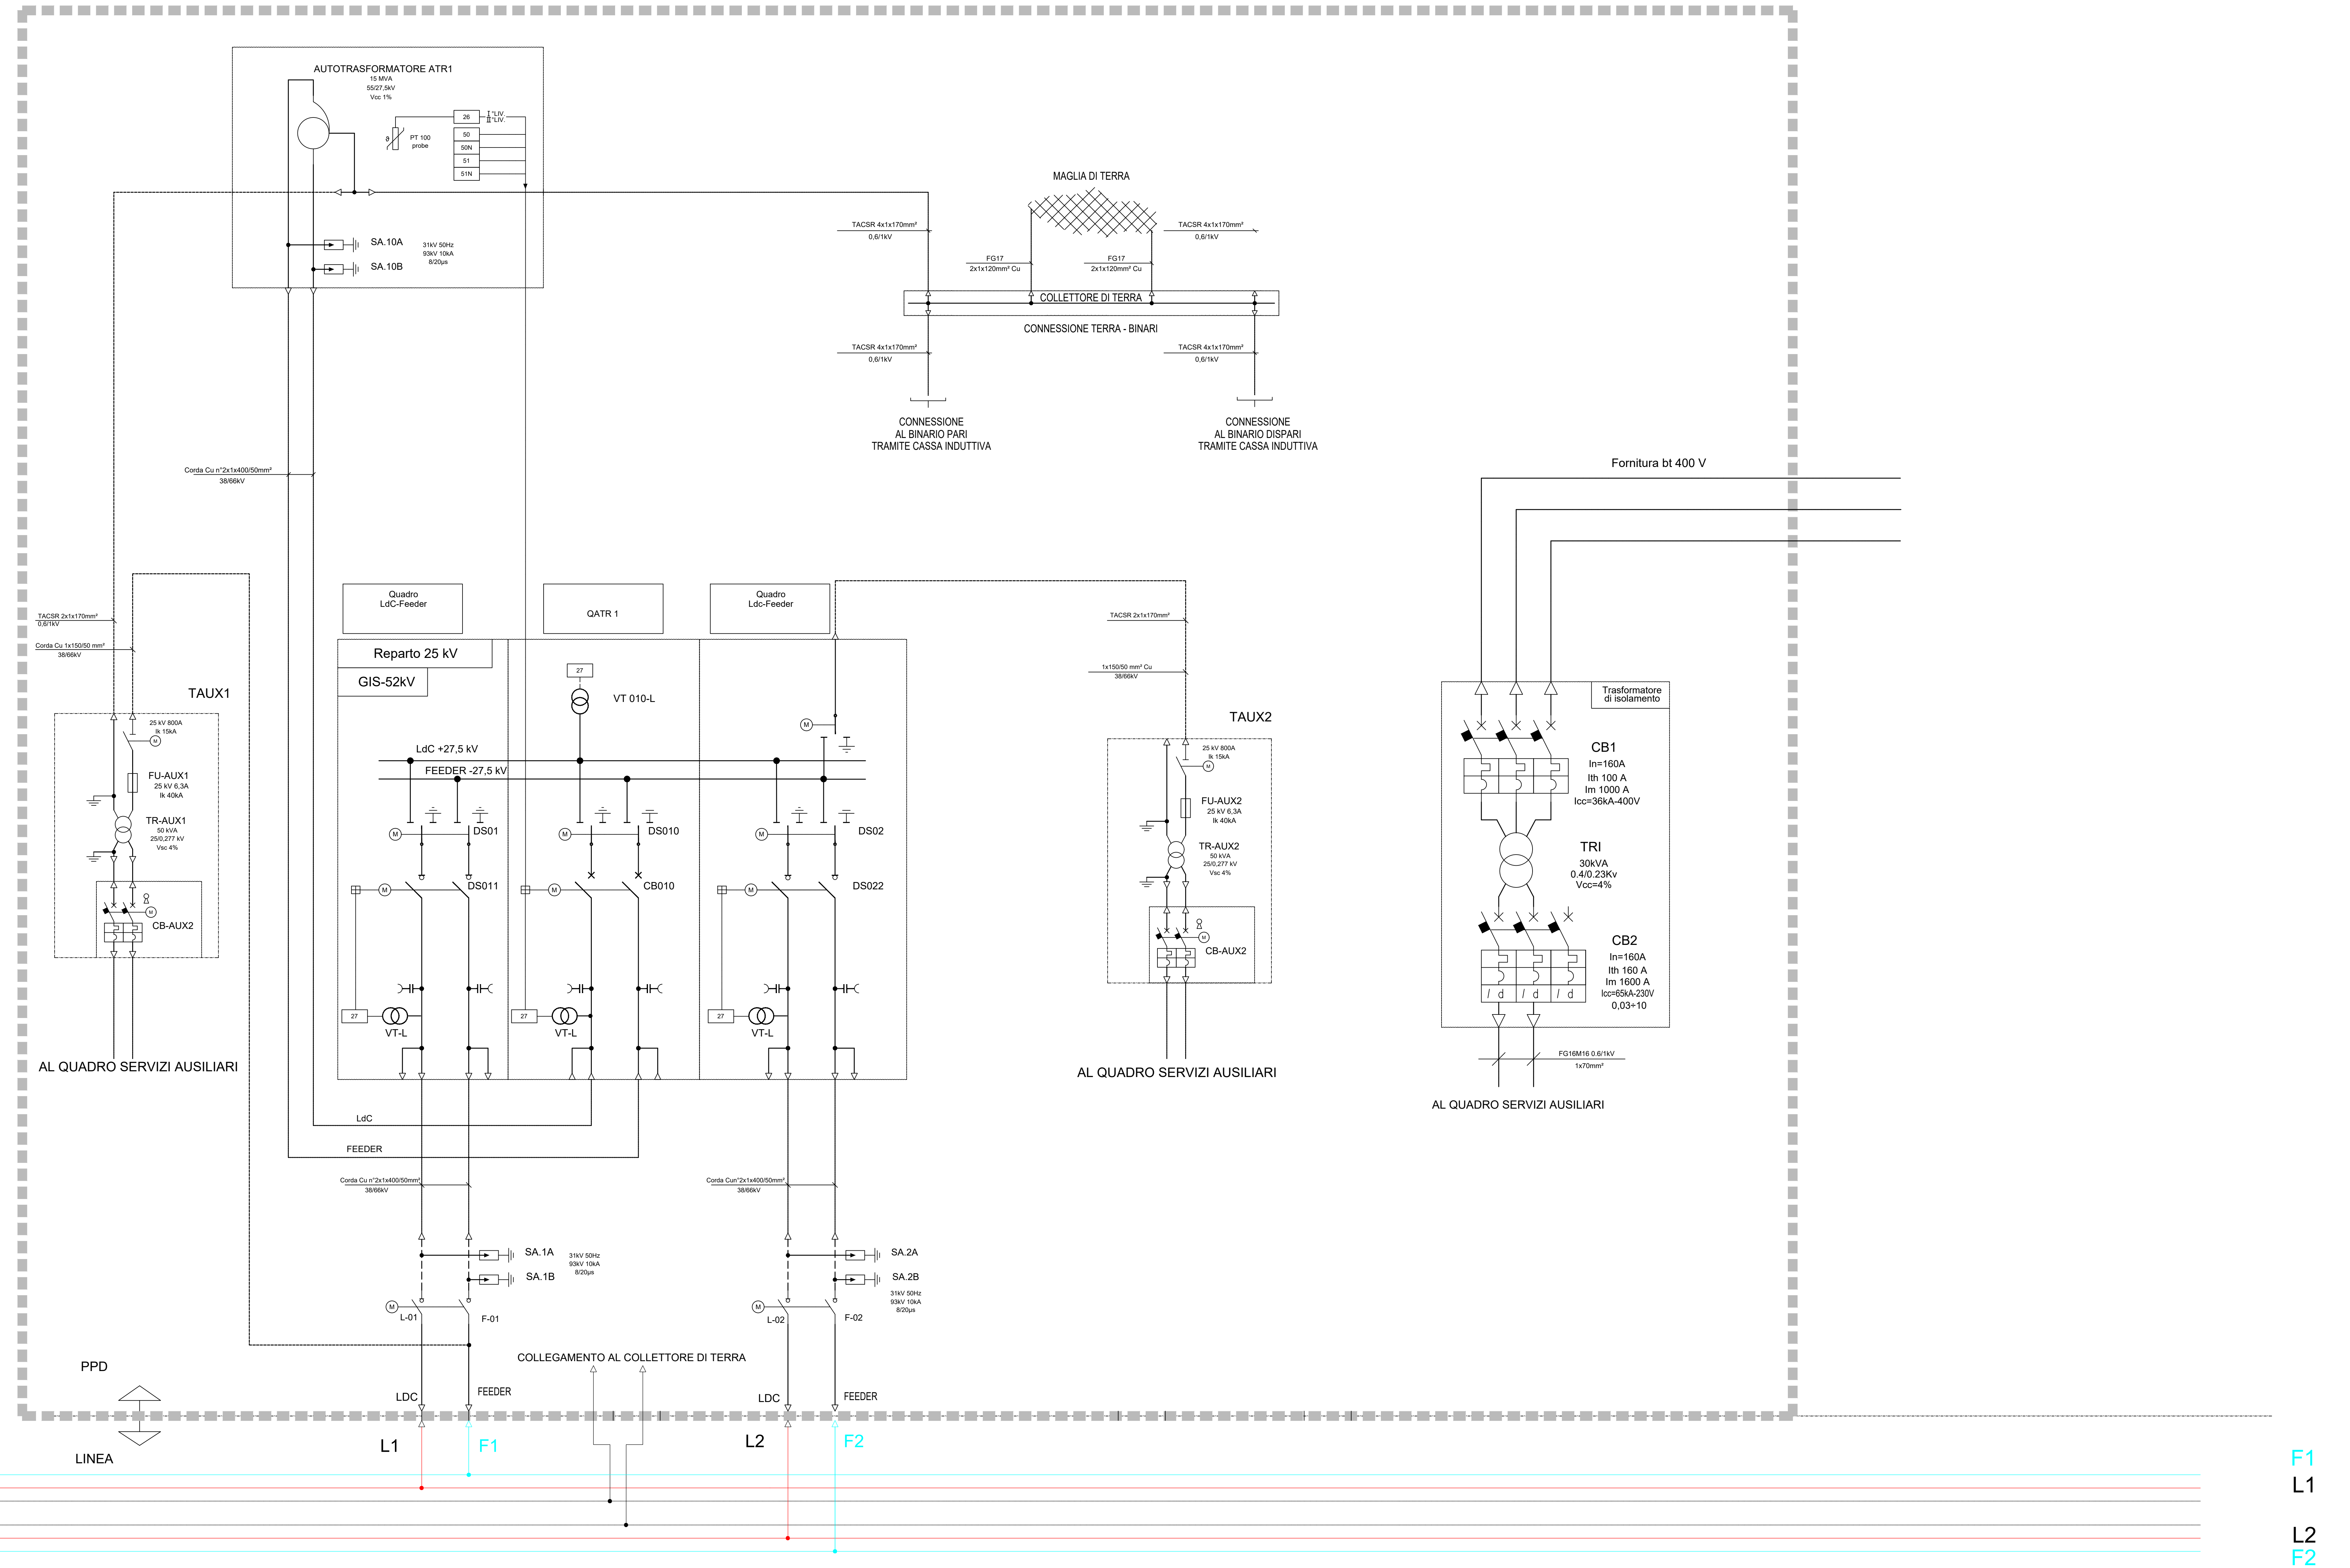 AUTOTRASFORMATORE ATR1
15 MVA
55/27,5kV
Vcc 1%
26
I °LIV.
II °LIV.
50
50N
51
51N
ϑ
PT 100
probe
SA.10A
SA.10B
31kV 50Hz
93kV 10kA
8/20µs
MAGLIA DI TERRA
TACSR 4x1x170mm²
0,6/1kV
TACSR 4x1x170mm²
0,6/1kV
FG17
2x1x120mm² Cu
FG17
2x1x120mm² Cu
COLLETTORE DI TERRA
CONNESSIONE TERRA - BINARI
TACSR 4x1x170mm²
0,6/1kV
TACSR 4x1x170mm²
0,6/1kV
CONNESSIONE
AL BINARIO PARI
TRAMITE CASSA INDUTTIVA
CONNESSIONE
AL BINARIO DISPARI
TRAMITE CASSA INDUTTIVA
Corda Cu n°2x1x400/50mm²
38/66kV
Fornitura bt 400 V
TACSR 2x1x170mm²
0,6/1kV
Corda Cu 1x150/50 mm²
38/66kV
TAUX1
25 kV 800A
Ik 15kA
M
FU-AUX1
25 kV 6,3A
Ik 40kA
TR-AUX1
50 kVA
25/0,277 kV
Vsc 4%
M
CB-AUX2
AL QUADRO SERVIZI AUSILIARI
Quadro
LdC-Feeder
QATR 1
Quadro
Ldc-Feeder
Reparto 25 kV
GIS-52kV
27
VT 010-L
M
LdC +27,5 kV
FEEDER -27,5 kV
M
DS01
M
DS010
M
DS02
M
DS011
M
CB010
M
DS022
27
VT-L
27
VT-L
27
VT-L
LdC
FEEDER
Corda Cu n°2x1x400/50mm²
38/66kV
Corda Cun°2x1x400/50mm²
38/66kV
SA.1A
SA.1B
31kV 50Hz
93kV 10kA
8/20µs
SA.2A
SA.2B
31kV 50Hz
93kV 10kA
8/20µs
M
L-01
F-01
M
L-02
F-02
COLLEGAMENTO AL COLLETTORE DI TERRA
LDC
FEEDER
LDC
FEEDER
TACSR 2x1x170mm²
1x150/50 mm² Cu
38/66kV
TAUX2
25 kV 800A
Ik 15kA
M
FU-AUX2
25 kV 6,3A
Ik 40kA
TR-AUX2
50 kVA
25/0,277 kV
Vsc 4%
M
CB-AUX2
AL QUADRO SERVIZI AUSILIARI
Trasformatore
di isolamento
CB1
In=160A
Ith 100 A
Im 1000 A
Icc=36kA-400V
TRI
30kVA
0.4/0.23Kv
Vcc=4%
CB2
In=160A
Ith 160 A
Im 1600 A
Icc=65kA-230V
0,03÷10
I d
I d
I d
FG16M16 0.6/1kV
1x70mm²
AL QUADRO SERVIZI AUSILIARI
PPD
LINEA
L1
F1
L2
F2
F1
L1
L2
F2